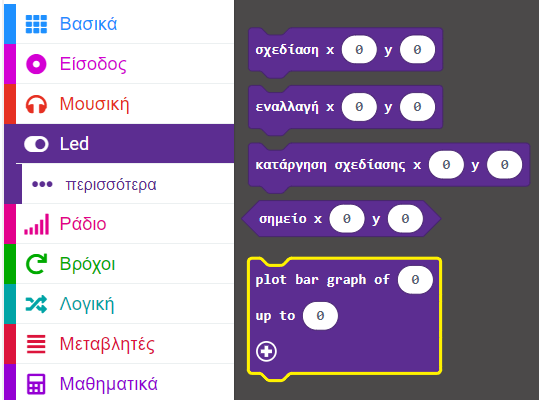 Βασικά
Είσοδος
Μουσική
Led
περισσότερα
Ράδιο
Βρόχοι
Λογική
Μεταβλητές
Μαθηματικά
σχεδίαση x 0 y 0
εναλλαγή x 0 y 0
κατάργηση σχεδίασης x 0 y 0
σημείο x 0 y 0
plot bar graph of 0
up to 0